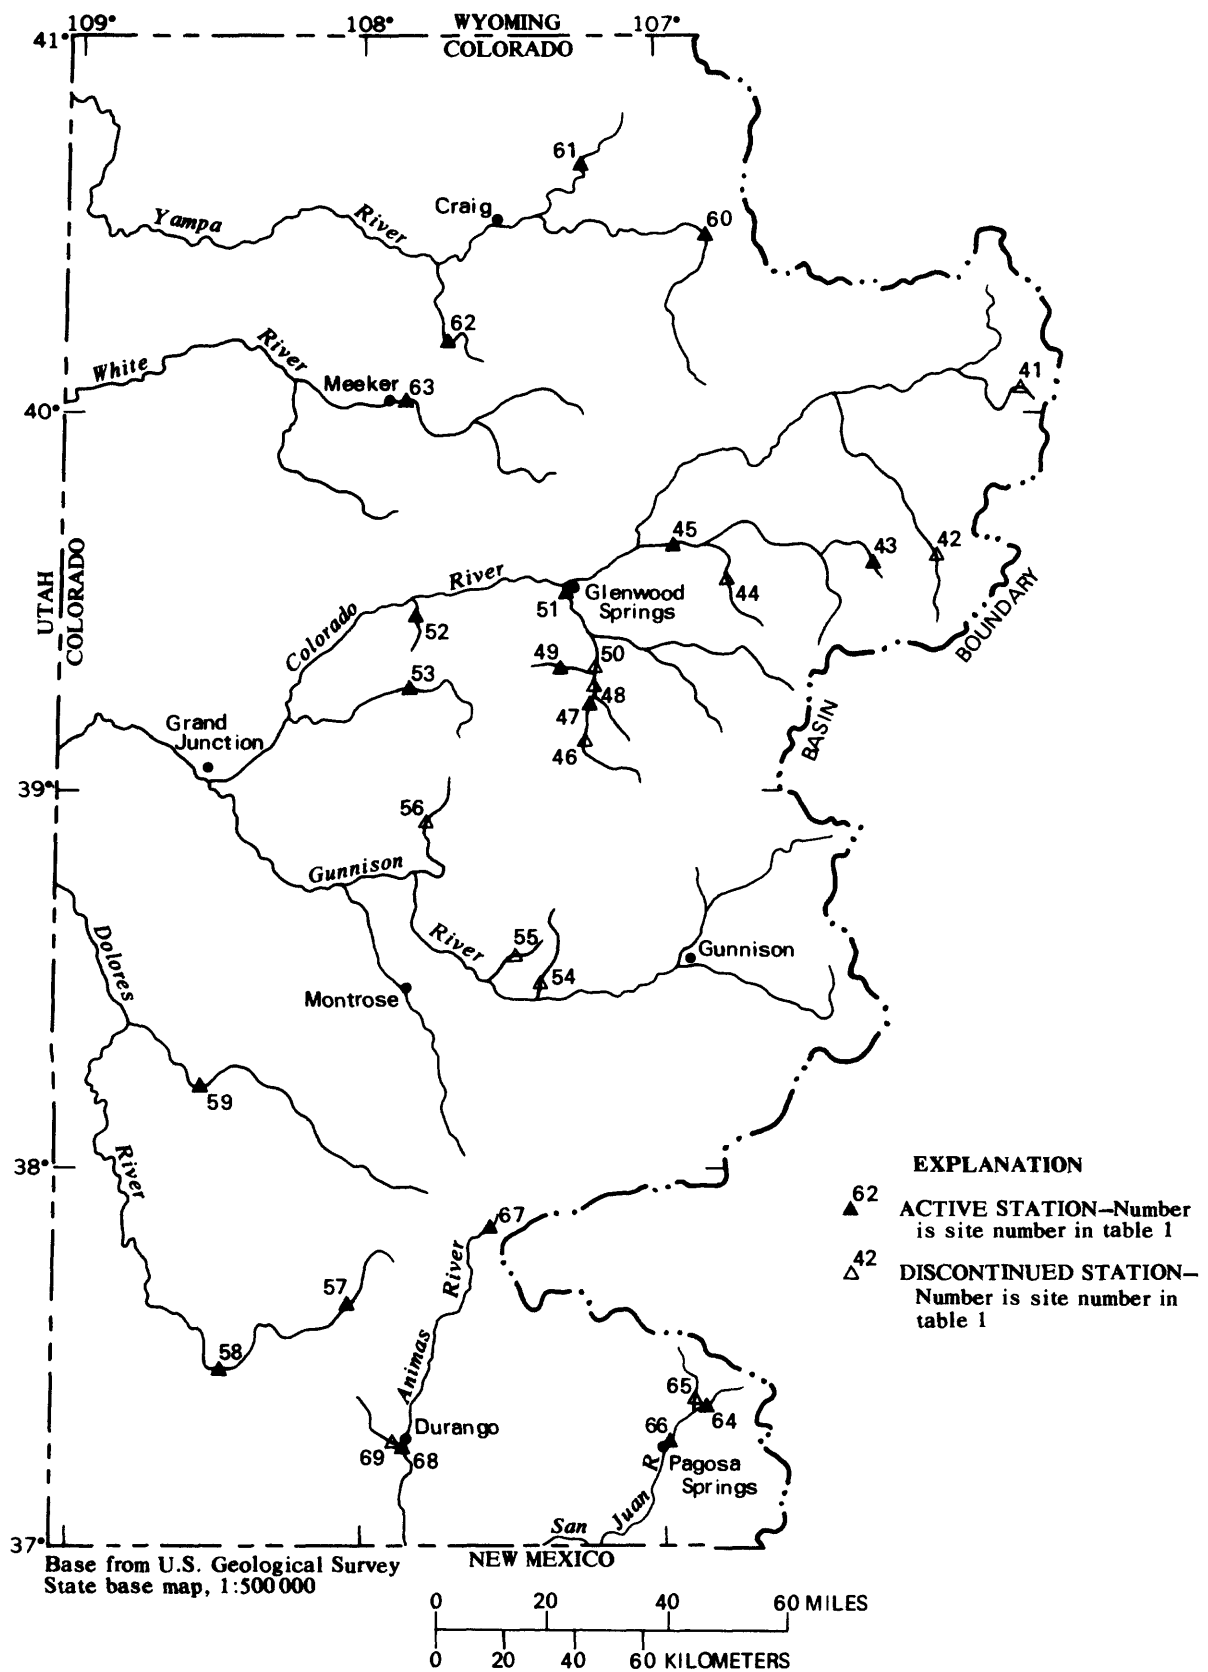 109°
108°
WYOMING
107°
41°
COLORADO
61
Craig
60
Yampa
River
62
White
River
Meeker
63
41
40°
45
43
42
UTAH
COLORADO
River
Glenwood
Springs
44
51
Colorado
52
BOUNDARY
49
50
53
48
47
Grand
Junction
46
BASIN
39°
56
Gunnison
River
55
54
Gunnison
Dolores
Montrose
59
River
38°
EXPLANATION
62
ACTIVE STATION—Number
is site number in table 1
42
DISCONTINUED STATION—
Number is site number in
table 1
67
River
57
58
Animas
65
64
Durango
66
69
68
R
Pagosa
Springs
San
Juan
37°
NEW MEXICO
Base from U.S. Geological Survey
State base map, 1:500 000
0 20 40 60 MILES
0 20 40 60 KILOMETERS